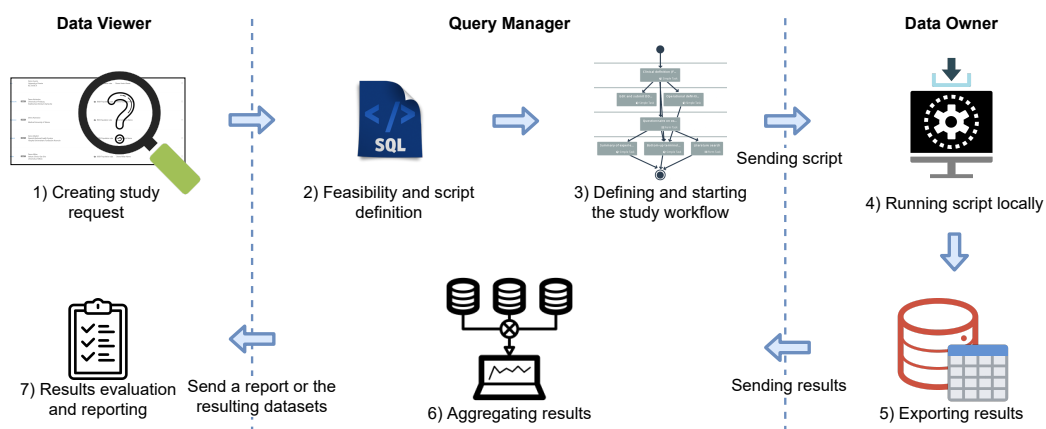 Data Viewer
Query Manager
Data Owner
</>
SQL
Sending script
1) Creating study
request
2) Feasibility and script
definition
3) Defining and starting
the study workflow
4) Running script locally
7) Results evaluation
and reporting
Send a report or the
resulting datasets
6) Aggregating results
Sending results
5) Exporting results